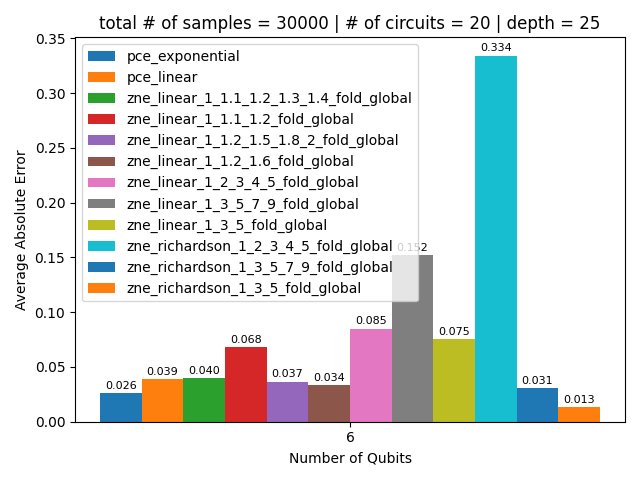 total # of samples = 30000 | # of circuits = 20 | depth = 25
Average Absolute Error
0.35
0.30
0.25
0.20
0.15
0.10
0.05
0.00
pce_exponential
pce_linear
zne_linear_1_1.1_1.2_1.3_1.4_fold_global
zne_linear_1_1.1_1.2_fold_global
zne_linear_1_1.2_1.5_1.8_2_fold_global
zne_linear_1_1.2_1.6_fold_global
zne_linear_1_2_3_4_5_fold_global
zne_linear_1_3_5_7_9_fold_global
zne_linear_1_3_5_fold_global
zne_richardson_1_2_3_4_5_fold_global
zne_richardson_1_3_5_7_9_fold_global
zne_richardson_1_3_5_fold_global
0.026
0.039
0.040
0.068
0.037
0.034
0.085
0.152
0.075
0.334
0.031
0.013
6
Number of Qubits